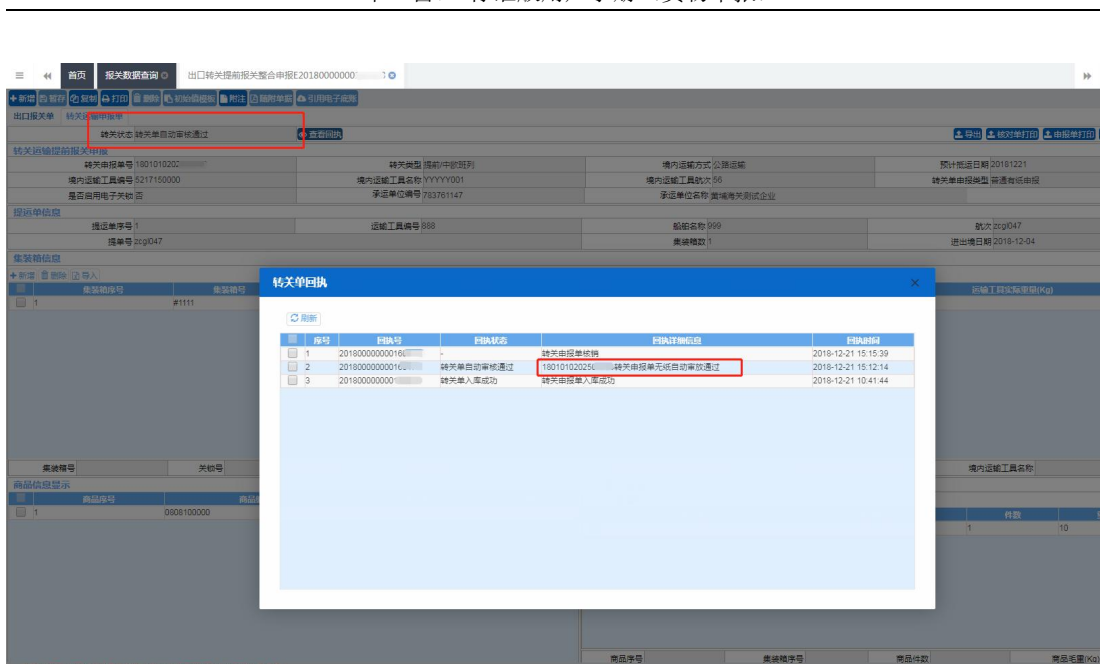 首页 报关数据查询 出口转关提前报关整合申报E20180000000
新增 暂存 复制 打印 删除 初始值模板 附注 随附单据 引用电子底账
出口报关单 转关运输申报单
转关状态 转关单自动审核通过 查看回执 导出 核对单打印 申报单打印
转关运输提前报关申报
转关申报单号 1801010202 转关类型 提前/中欧班列 境内运输方式 公路运输 预计抵运日期 20181221
境内运输工具编号 5217150000 境内运输工具名称 YYYYY001 境内运输工具航次 56 转关单申报类型 普通有纸申报
是否启用电子关锁 否 承运单位编号 783761147 承运单位名称 黄埔海关测试企业
提运单信息
提运单序号 1 运输工具编号 888 船舶名称 999 航次 zcgl047
提单号 zcgl047 集装箱数 1 进出境日期 2018-12-04
集装箱信息
新增 删除 导入
集装箱序号 集装箱号 运输工具实际重量(Kg)
1 #1111
转关单回执
刷新
序号 回执号 回执状态 回执详细信息 回执时间
1 2018000000016 - 转关申报单核销 2018-12-21 15:15:39
2 201800000001 转关单自动审核通过 18010102025 转关申报单无纸自动审放通过 2018-12-21 15:12:14
3 201800000001 转关单入库成功 转关申报单入库成功 2018-12-21 10:41:44
集装箱号 关锁号 境内运输工具名称
商品信息显示
商品序号 商品 件数
1 0808100000 1 10
商品序号 集装箱序号 商品件数 商品毛重(Kg)